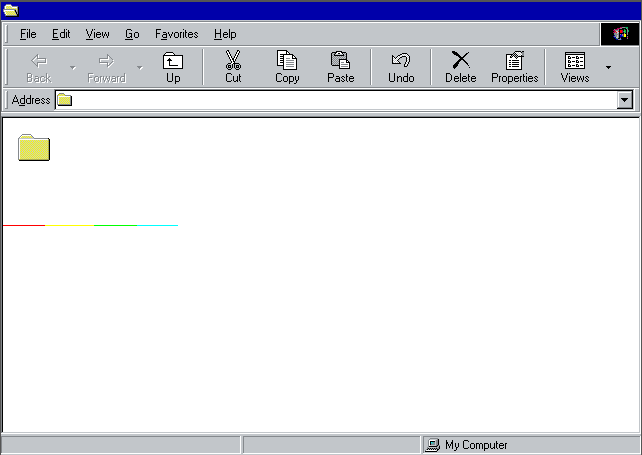 File Edit View Go Favorites Help
Back Forward Up Cut Copy Paste Undo Delete Properties Views
Address
My Computer